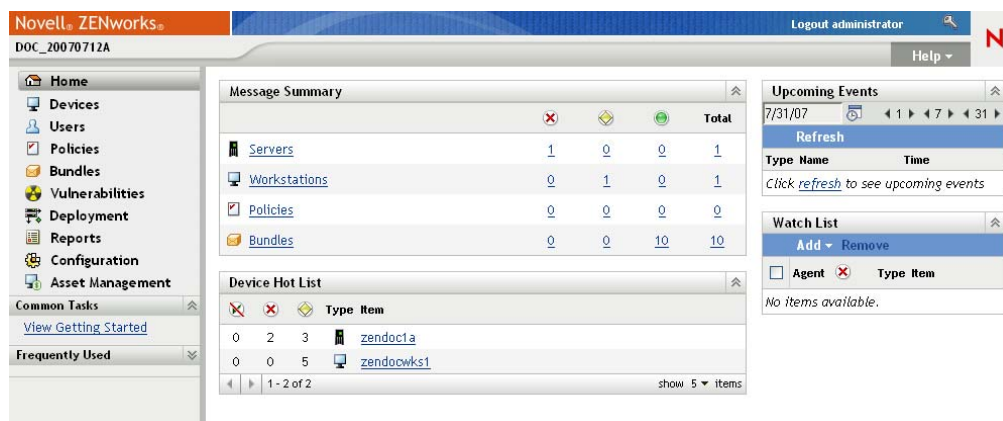 Novell® ZENworks®
Logout administrator
DOC_20070712A
N
Help
Home
Devices
Users
Policies
Bundles
Vulnerabilities
Deployment
Reports
Configuration
Asset Management
Common Tasks
View Getting Started
Frequently Used
Message Summary
Total
Servers 1 0 0 1
Workstations 0 1 0 1
Policies 0 0 0 0
Bundles 0 0 10 10
Device Hot List
Type Item
0 2 3 zendoc1a
0 0 5 zendocwks1
1 - 2 of 2 show 5 items
Upcoming Events
7/31/07 1 7 31
Refresh
Type Name Time
Click refresh to see upcoming events
Watch List
Add Remove
Agent Type Item
No items available.